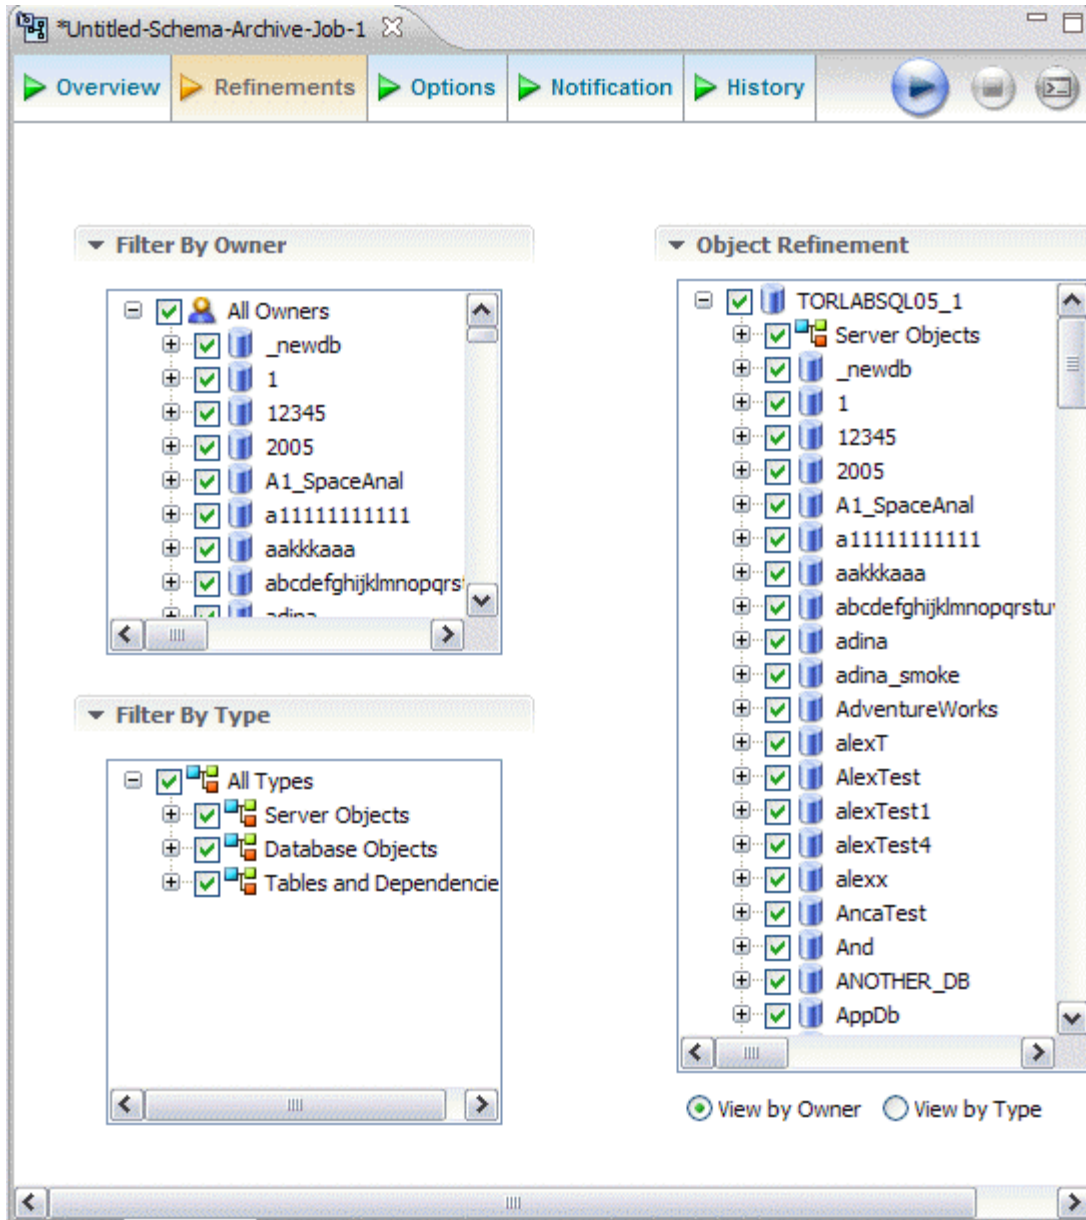 *Untitled-Schema-Archive-Job-1
Overview
Refinements
Options
Notification
History
Filter By Owner
All Owners
_newdb
1
12345
2005
A1_SpaceAnal
a11111111111
aakkkaaa
abcdefghijklmnopqrs
adina
Filter By Type
All Types
Server Objects
Database Objects
Tables and Dependencie
Object Refinement
TORLABSQL05_1
Server Objects
_newdb
1
12345
2005
A1_SpaceAnal
a11111111111
aakkkaaa
abcdefghijklmnopqrstu
adina
adina_smoke
AdventureWorks
alexT
AlexTest
alexTest1
alexTest4
alexx
AncaTest
And
ANOTHER_DB
AppDb
View by Owner View by Type